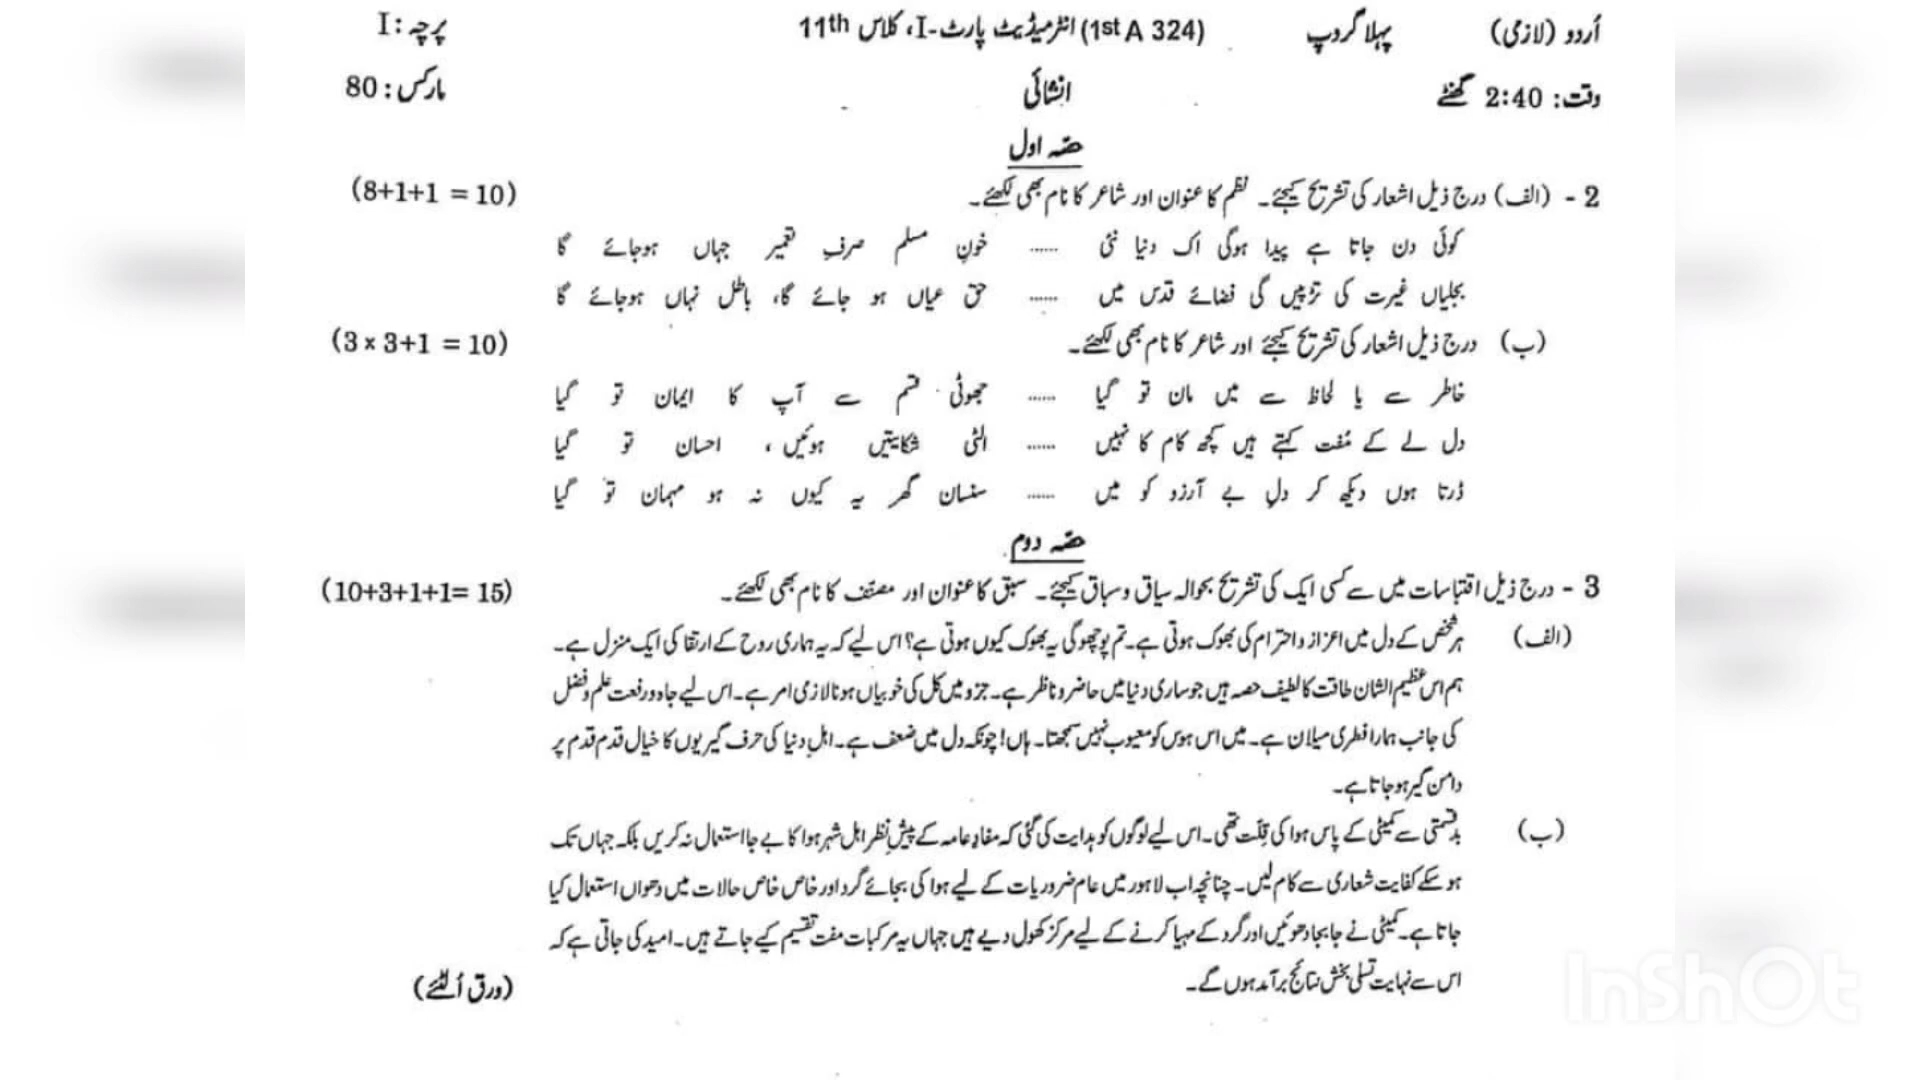 اُردو (لازمی) پہلا گروپ (1st A 324) انٹرمیڈیٹ پارٹ-I، کلاس 11th پرچہ: I
وقت: 2:40 گھنٹے انشائی مارکس: 80
حصّہ اول
2 - (الف) درج ذیل اشعار کی تشریح کیجئے۔ نظم کا عنوان اور شاعر کا نام بھی لکھئے۔ (8+1+1 = 10)
کوئی دن جاتا ہے پیدا ہوگی اک دنیا نئی ...... خونِ مسلم صرفِ تعمیر جہاں ہوجائے گا
بجلیاں غیرت کی تڑپیں گی فضائے قدس میں ...... حق عیاں ہو جائے گا، باطل نہاں ہوجائے گا
(ب) درج ذیل اشعار کی تشریح کیجئے اور شاعر کا نام بھی لکھئے۔ (3 × 3+1 = 10)
خاطر سے یا لحاظ سے میں مان تو گیا ...... جھوٹی قسم سے آپ کا ایمان تو گیا
دل لے کے مُفت کہتے ہیں کچھ کام کا نہیں ...... الٹی شکایتیں ہوئیں، احسان تو گیا
ڈرتا ہوں دیکھ کر دلِ بے آرزو کو میں ...... سنسان گھر یہ کیوں نہ ہو مہمان تو گیا
حصّہ دوم
3 - درج ذیل اقتباسات میں سے کسی ایک کی تشریح بحوالہ سیاق و سباق کیجئے۔ سبق کا عنوان اور مصنّف کا نام بھی لکھئے۔ (10+3+1+1= 15)
(الف) ہر شخص کے دل میں اعزاز و احترام کی بھوک ہوتی ہے۔ تم پوچھو گی یہ بھوک کیوں ہوتی ہے؟ اس لیے کہ یہ ہماری روح کے ارتقا کی ایک منزل ہے۔
ہم اس عظیم الشان طاقت کا لطیف حصہ ہیں جو ساری دنیا میں حاضر و ناظر ہے۔ جزو میں کل کی خوبیاں ہونا لازمی امر ہے۔ اس لیے جاہ و رفعت علم و فضل
کی جانب ہمارا فطری میلان ہے۔ میں اس ہوس کو معیوب نہیں سمجھتا۔ ہاں! چونکہ دل میں ضعف ہے۔ اہلِ دنیا کی حرف گیریوں کا خیال قدم قدم پر
دامن گیر ہو جاتا ہے۔
(ب) بدقسمتی سے کمیٹی کے پاس ہوا کی قِلّت تھی۔ اس لیے لوگوں کو ہدایت کی گئی کہ مفادِ عامہ کے پیشِ نظر اہل شہر ہوا کا بے جا استعمال نہ کریں بلکہ جہاں تک
ہو سکے کفایت شعاری سے کام لیں۔ چنانچہ اب لاہور میں عام ضروریات کے لیے ہوا کی بجائے گرد اور خاص خاص حالات میں دھواں استعمال کیا
جاتا ہے۔ کمیٹی نے جا بجا دھوئیں اور گرد کے مہیا کرنے کے لیے مرکز کھول دیے ہیں جہاں یہ مرکبات مفت تقسیم کیے جاتے ہیں۔ امید کی جاتی ہے کہ
اس سے نہایت تسلی بخش نتائج برآمد ہوں گے۔
(ورق اُلٹئے)
InShOt